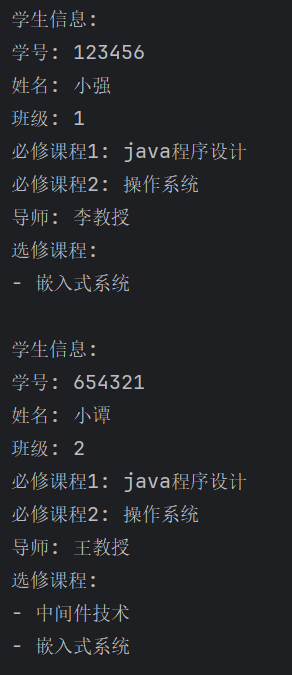 学生信息:
学号: 123456
姓名: 小强
班级: 1
必修课程1: java程序设计
必修课程2: 操作系统
导师: 李教授
选修课程:
- 嵌入式系统
学生信息:
学号: 654321
姓名: 小谭
班级: 2
必修课程1: java程序设计
必修课程2: 操作系统
导师: 王教授
选修课程:
- 中间件技术
- 嵌入式系统